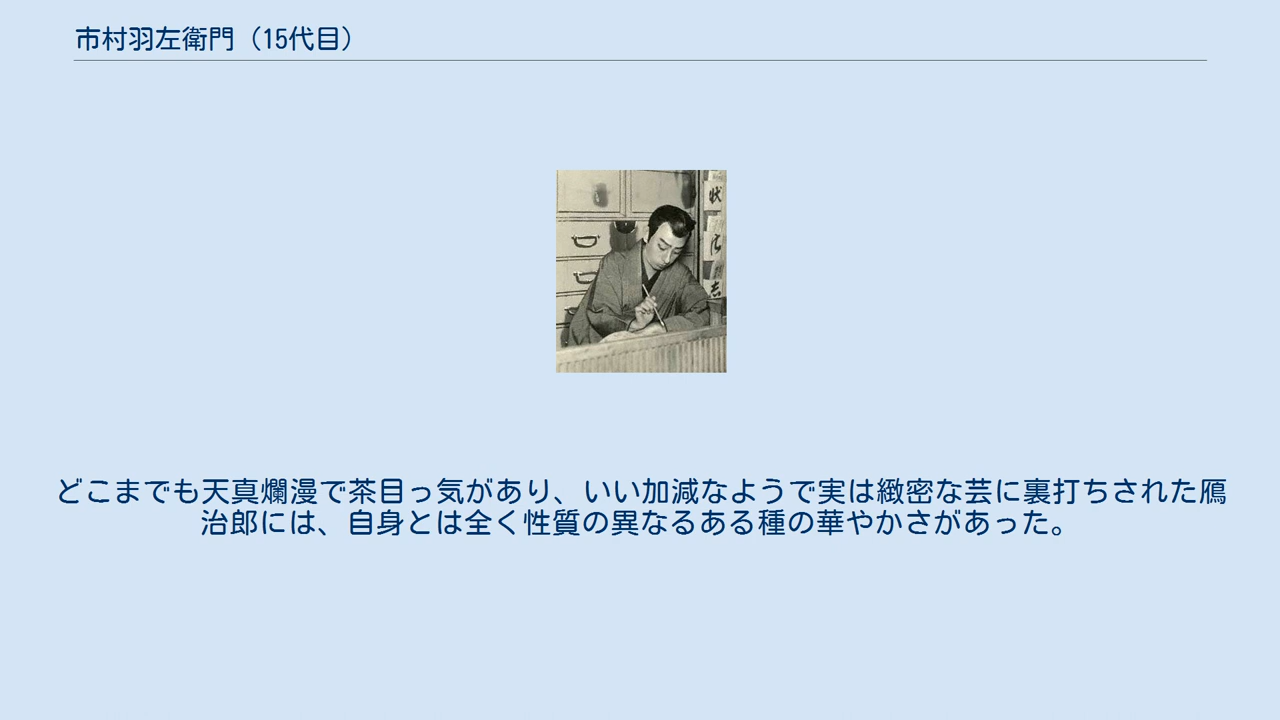 市村羽左衛門（15代目）
状
どこまでも天真爛漫で茶目っ気があり、いい加減なようで実は緻密な芸に裏打ちされた鴈
治郎には、自身とは全く性質の異なるある種の華やかさがあった。